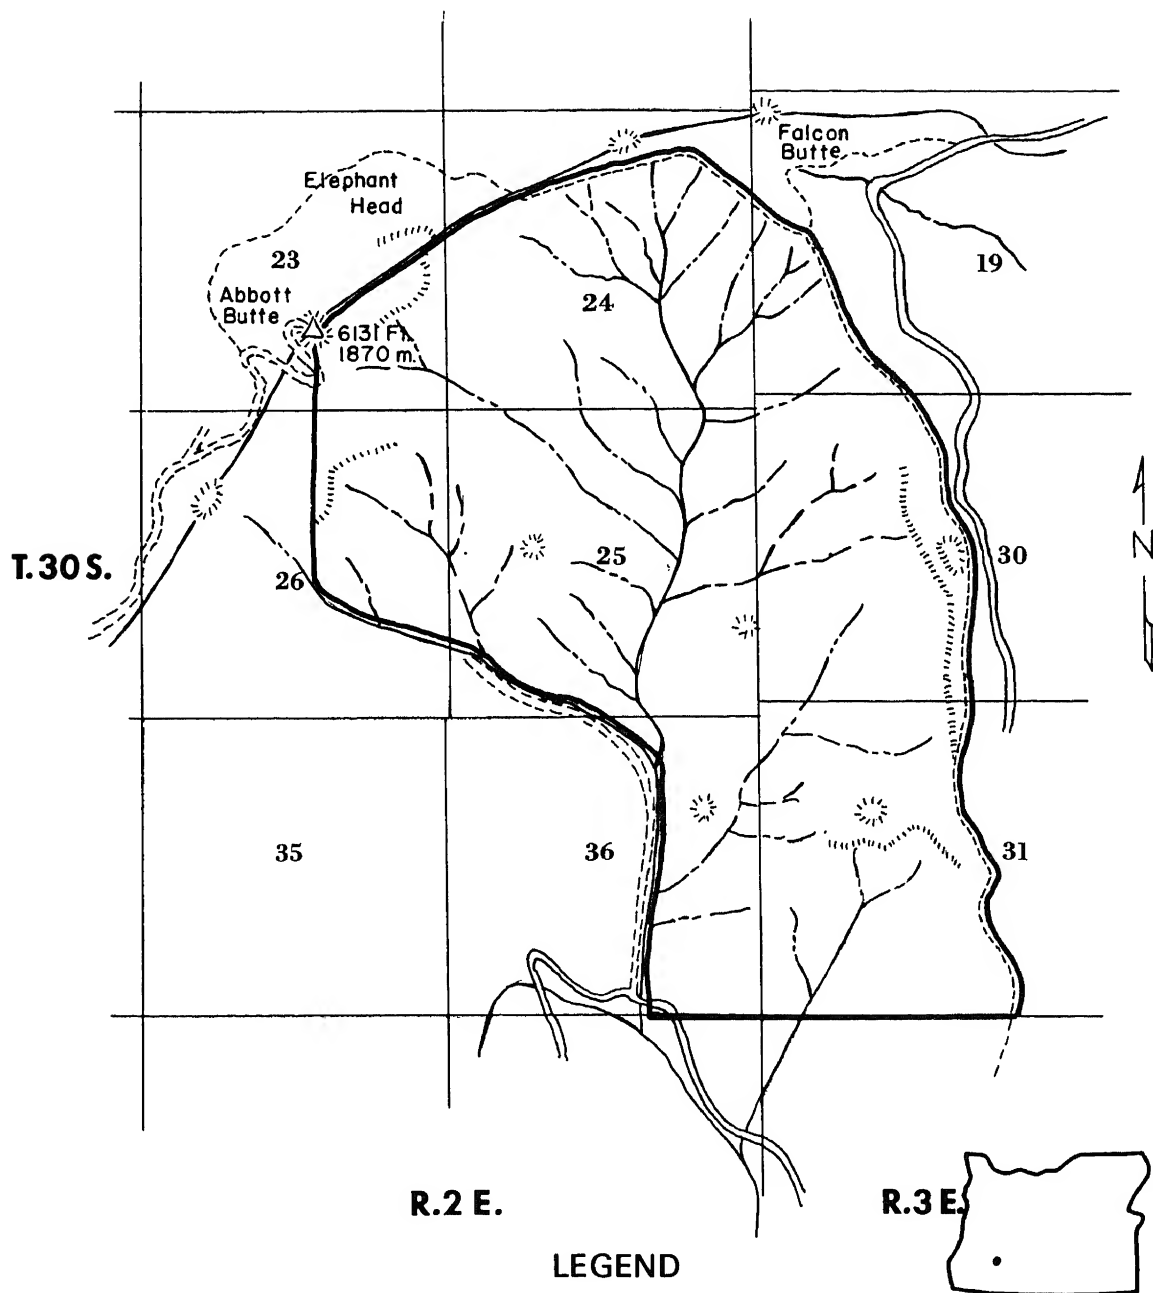 Falcon
Butte
Elephant
Head
23
24
19
Abbott
Butte
6131 Ft.
1870 m.
T.30 S.
26
25
30
35
36
31
N
R.2 E.
R.3 E.
LEGEND